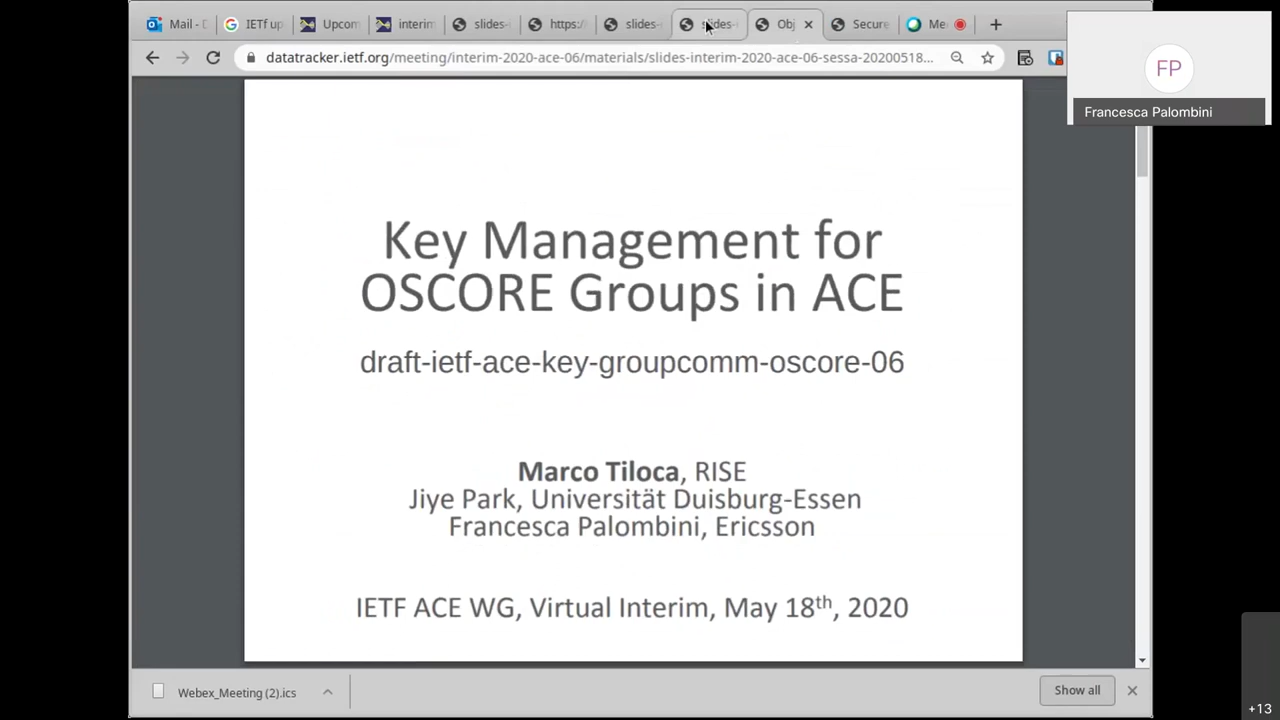 Mail - D
IETf up
Upcom
interim
slides-
https:/
slides-
slides-
Obj
Secure
Me
datatracker.ietf.org/meeting/interim-2020-ace-06/materials/slides-interim-2020-ace-06-sessa-20200518...
FP
Francesca Palombini
Key Management for
OSCORE Groups in ACE
draft-ietf-ace-key-groupcomm-oscore-06
Marco Tiloca, RISE
Jiye Park, Universität Duisburg-Essen
Francesca Palombini, Ericsson
IETF ACE WG, Virtual Interim, May 18th, 2020
Webex_Meeting (2).ics
Show all
+13